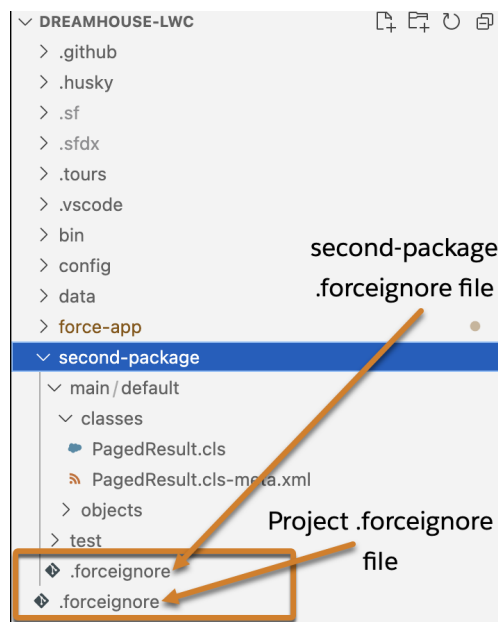 DREAMHOUSE-LWC
.github
.husky
.sf
.sfdx
.tours
.vscode
bin
config
second-package
.forceignore file
data
force-app
second-package
main/default
classes
PagedResult.cls
PagedResult.cls-meta.xml
objects
Project .forceignore
file
test
.forceignore
.forceignore